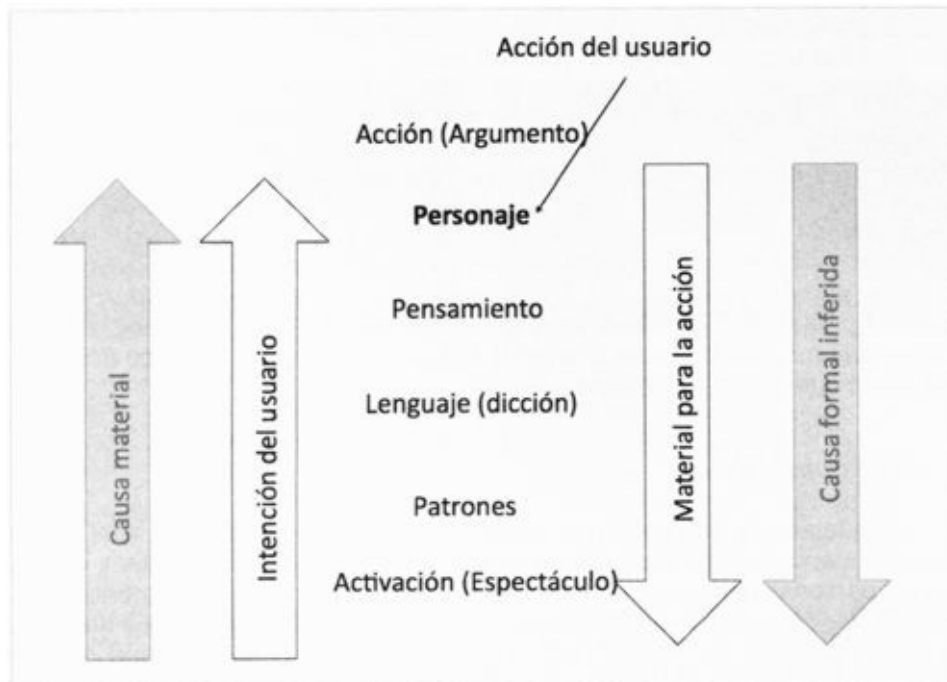 Acción del usuario
Acción (Argumento)
Personaje
Pensamiento
Lenguaje (dicción)
Patrones
Activación (Espectáculo)
Causa material
Intención del usuario
Material para la acción
Causa formal inferida